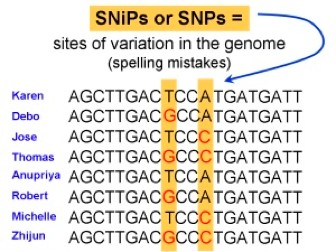 SNiPs or SNPs =
sites of variation in the genome
(spelling mistakes)
Karen AGCTTGACTCCATGATGATT
Debo AGCTTGACGCCATGATGATT
Jose AGCTTGACTCCCTGATGATT
Thomas AGCTTGACGCCCTGATGATT
Anupriya AGCTTGACTCCATGATGATT
Robert AGCTTGACGCCATGATGATT
Michelle AGCTTGACTCCCTGATGATT
Zhijun AGCTTGACGCCCTGATGATT